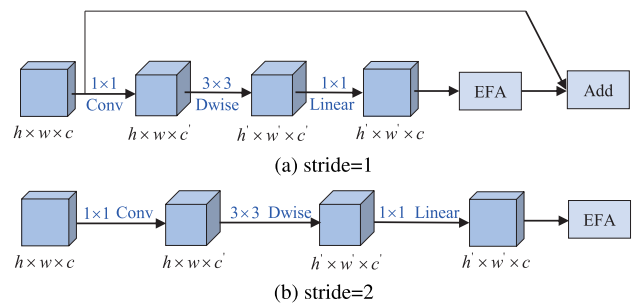 1×1 3×3 1×1
Conv Dwise Linear EFA Add
h×w×c h×w×c' h'×w'×c' h'×w'×c
(a) stride=1
1×1 Conv 3×3 Dwise 1×1 Linear EFA
h×w×c h×w×c' h'×w'×c' h'×w'×c
(b) stride=2